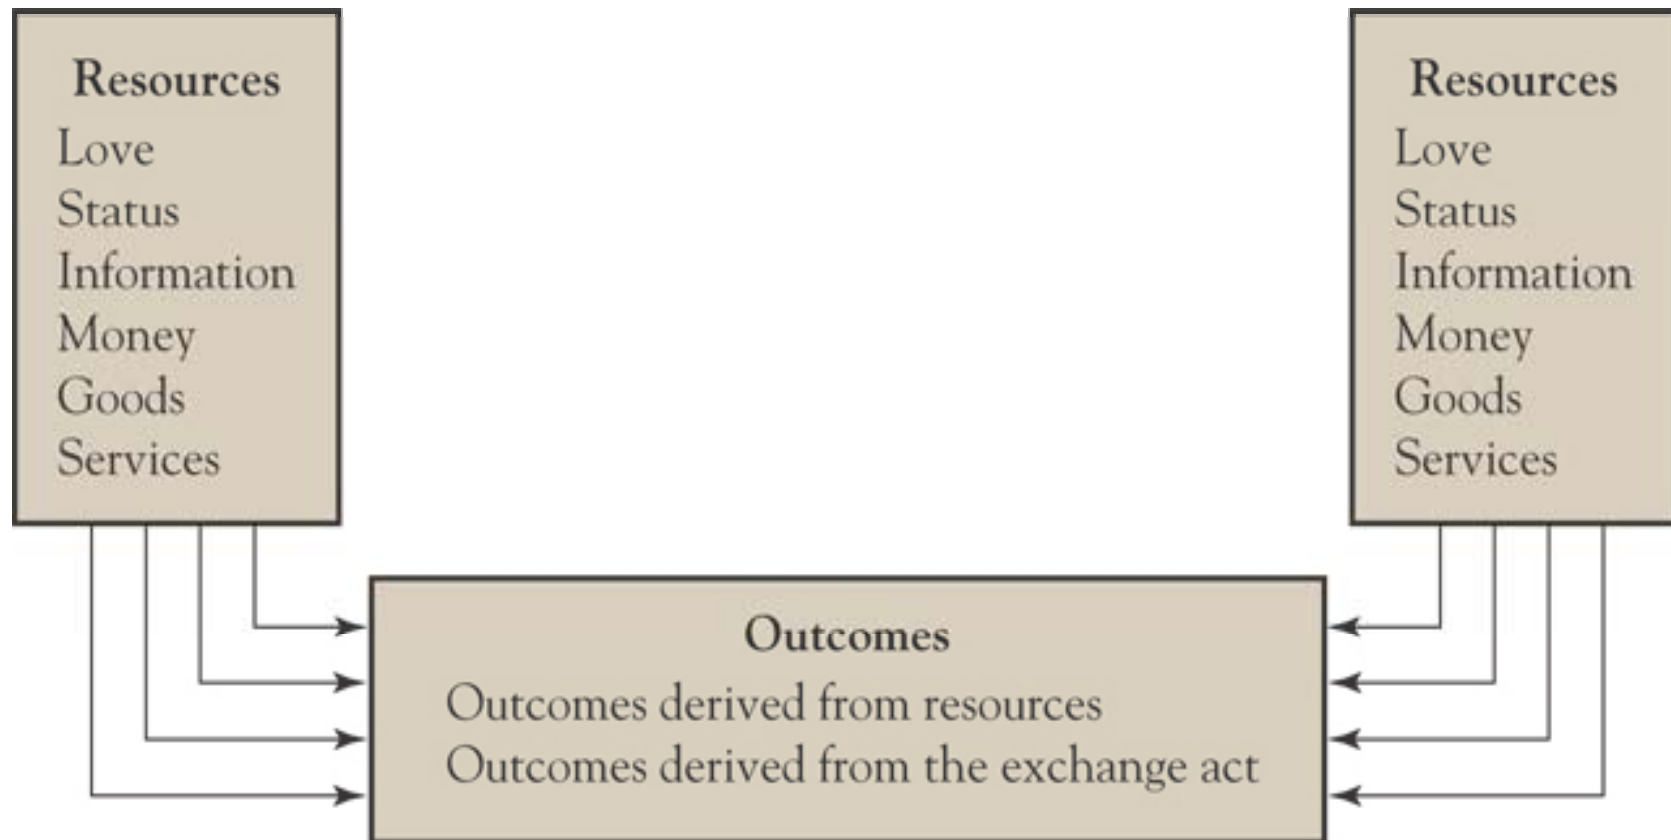 Resources
Love
Status
Information
Money
Goods
Services
Resources
Love
Status
Information
Money
Goods
Services
Outcomes
Outcomes derived from resources
Outcomes derived from the exchange act